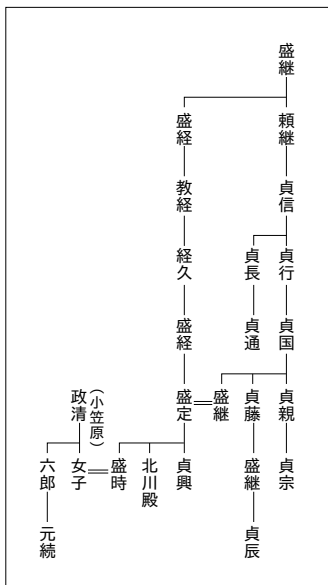 盛継
頼継
盛経
貞信
教経
貞行
貞長
経久
貞国
貞通
盛経
貞親
貞藤
盛継
盛定
貞宗
盛継
貞辰
貞興
北川殿
盛時
女子
(小笠原)
政清
六郎
元続